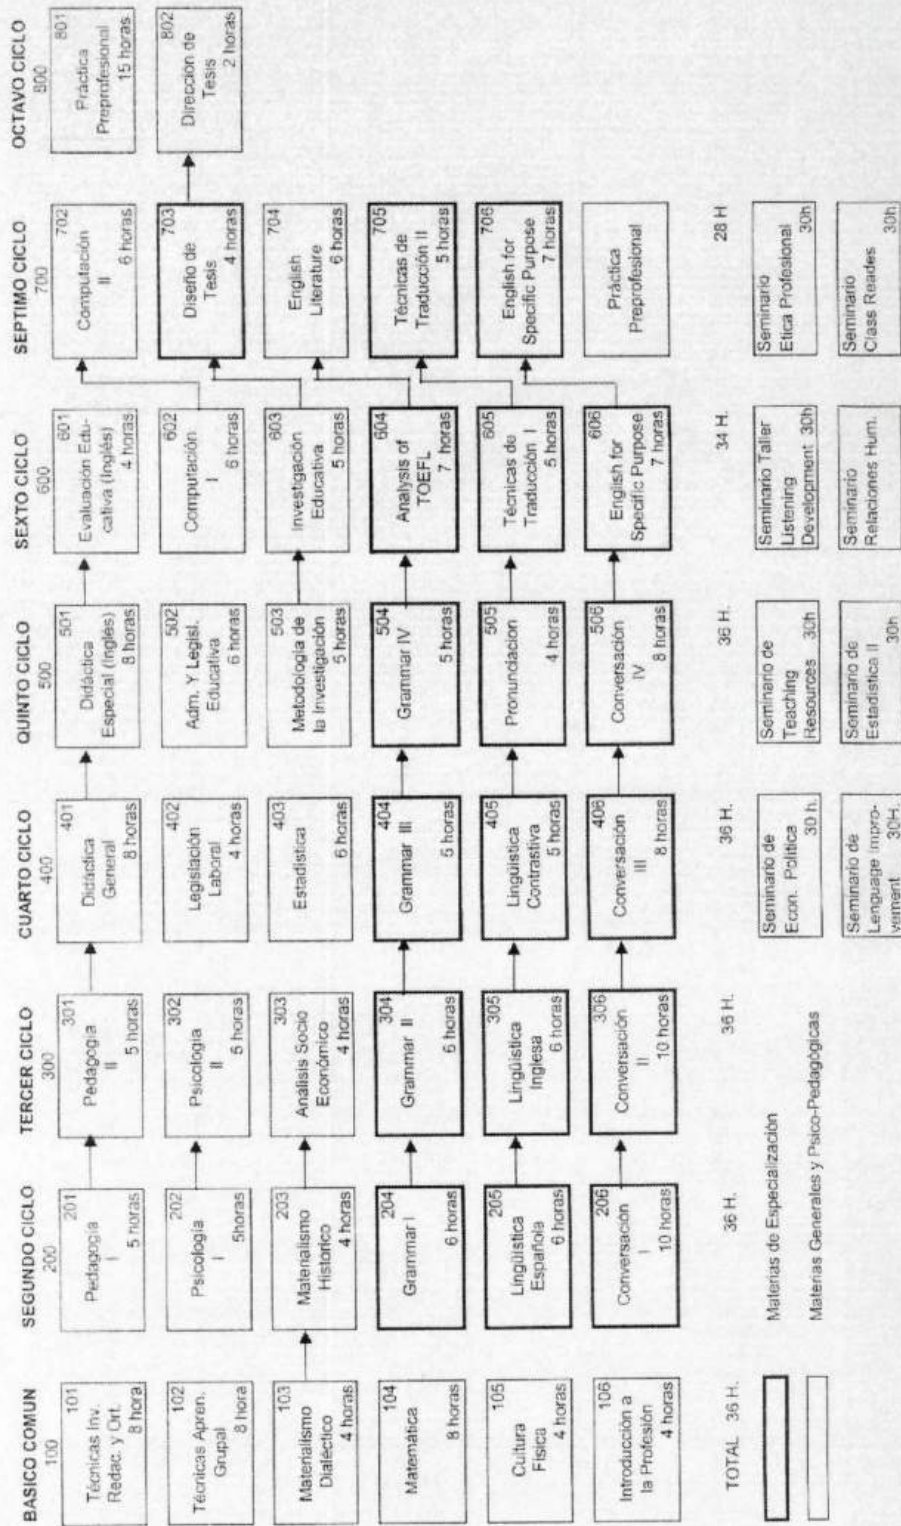 BASICO COMUN
100
101
Técnicas Inv.
Redac. y Ort.
8 hora
102
Técnicas Apren.
Grupal
8 hora
103
Materialismo
Dialéctico
4 horas
104
Matemática
8 horas
105
Cultura
Física
4 horas
106
Introducción a
la Profesión
4 horas
TOTAL 36 H.
SEGUNDO CICLO
200
201
Pedagogía
I
5 horas
202
Psicologia
I
5horas
203
Materialismo
Histórico
4 horas
204
Grammar I
6 horas
205
Lingüística
Española
6 horas
206
Conversación
I
10 horas
36 H.
TERCER CICLO
300
301
Pedagogía
II
5 horas
302
Psicologia
II
5 horas
303
Análisis Socio
Económico
4 horas
304
Grammar II
6 horas
305
Lingüística
Inglesa
6 horas
306
Conversación
II
10 horas
36 H.
CUARTO CICLO
400
401
Didáctica
General
8 horas
402
Legislación
Laboral
4 horas
403
Estadística
6 horas
404
Grammar III
5 horas
405
Lingüística
Contrastiva
5 horas
406
Conversación
III
8 horas
36 H.
Seminario de
Econ. Política
30 h.
Seminario de
Lenguage Impro-
vement 30H.
QUINTO CICLO
500
501
Didáctica
Especial (Inglés)
8 horas
502
Adm. Y Legisl.
Educativa
6 horas
503
Metodología de
la Investigación
5 horas
504
Grammar IV
5 horas
505
Pronunciación
4 horas
506
Conversación
IV
8 horas
36 H.
Seminario de
Teaching
Resources 30h
Seminario de
Estadística II
30h
SEXTO CICLO
600
601
Evaluación Edu-
cativa (Inglés)
4 horas
602
Computación
I
6 horas
603
Investigación
Educativa
5 horas
604
Analysis of
TOEFL
7 horas
605
Técnicas de
Traducción I
5 horas
606
English for
Specific Purpose
7 horas
34 H.
Seminario Taller
Listening
Development 30h
Seminario
Relaciones Hum.
SEPTIMO CICLO
700
702
Computación
II
6 horas
703
Diseño de
Tesis
4 horas
704
English
Literature
6 horas
705
Técnicas de
Traducción II
5 horas
706
English for
Specific Purpose
7 horas
Práctica
Preprofesional
28 H
Seminario
Etica Profesional
30h
Seminario
Class Reades
30h
OCTAVO CICLO
800
801
Práctica
Preprofesional
15 horas
802
Direccion de
Tesis
2 horas
Materias de Especialización
Materias Generales y Psico-Pedagógicas